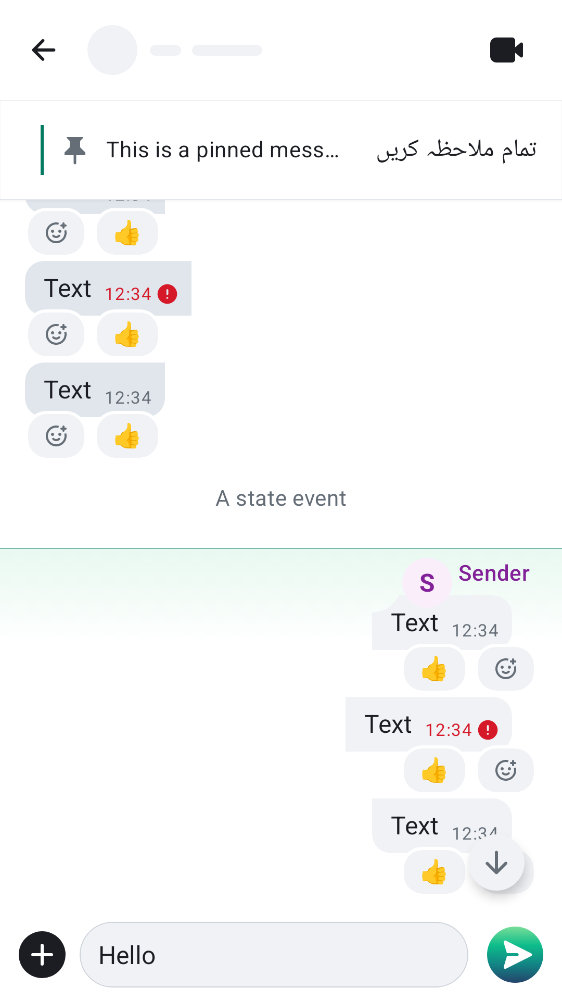 This is a pinned mess...
تمام ملاحظہ کریں
Text 12:34
Text 12:34
A state event
S Sender
Text 12:34
Text 12:34
Text 12:34
Hello